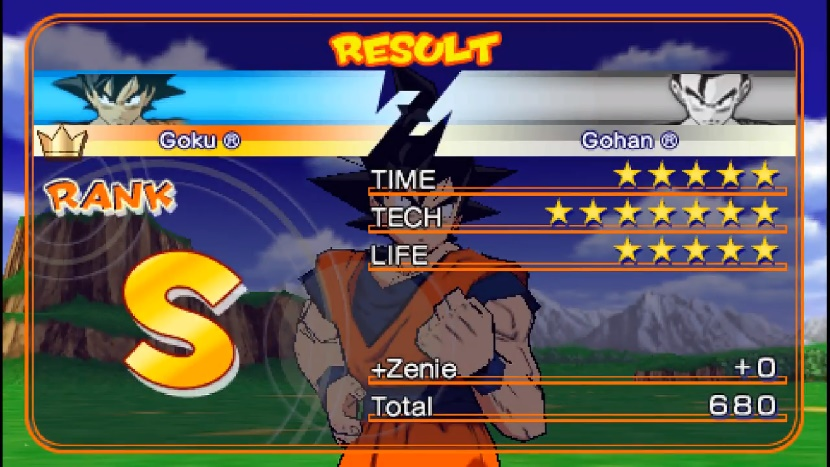 RESULT
Goku ® Gohan ®
RANK
S
TIME ★★★★★
TECH ★★★★★★★
LIFE ★★★★★
+Zenie +0
Total 680